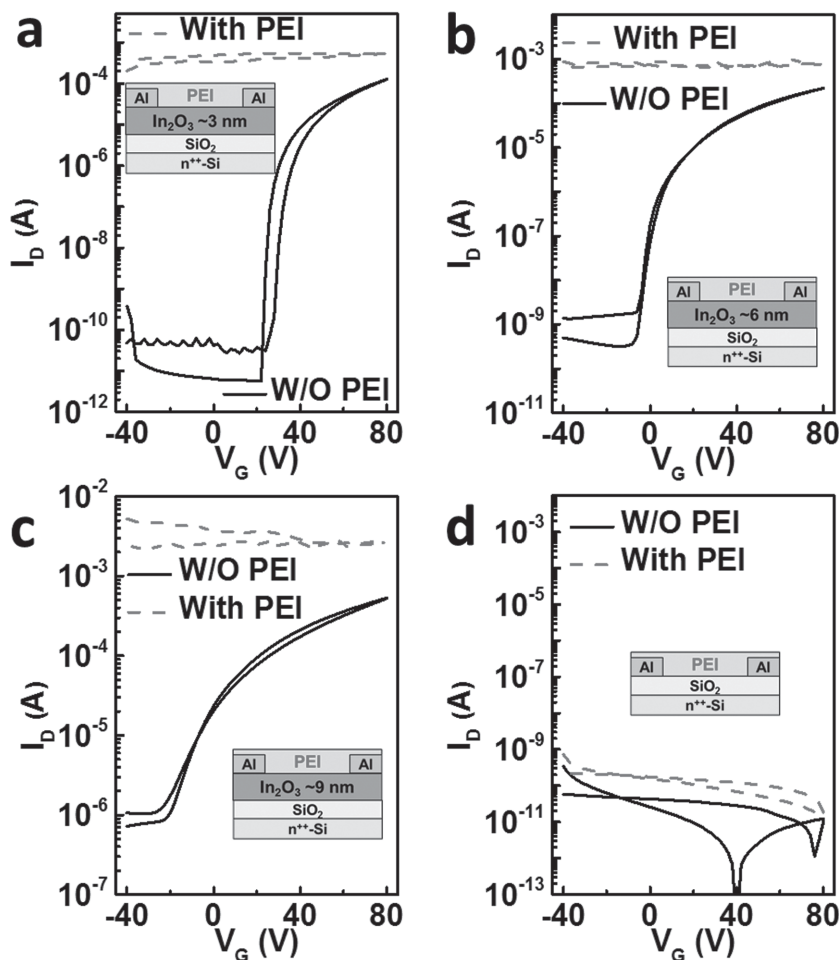 a
With PEI
Al PEI Al
In₂O₃ ~3 nm
SiO₂
n⁺⁺-Si
W/O PEI
10⁻⁴
10⁻⁶
10⁻⁸
10⁻¹⁰
10⁻¹²
I_D (A)
-40 0 40 80
V_G (V)
b
With PEI
W/O PEI
Al PEI Al
In₂O₃ ~6 nm
SiO₂
n⁺⁺-Si
10⁻³
10⁻⁵
10⁻⁷
10⁻⁹
10⁻¹¹
I_D (A)
-40 0 40 80
V_G (V)
c
W/O PEI
With PEI
Al PEI Al
In₂O₃ ~9 nm
SiO₂
n⁺⁺-Si
10⁻²
10⁻³
10⁻⁴
10⁻⁵
10⁻⁶
10⁻⁷
I_D (A)
-40 0 40 80
V_G (V)
d
W/O PEI
With PEI
Al PEI Al
SiO₂
n⁺⁺-Si
10⁻³
10⁻⁵
10⁻⁷
10⁻⁹
10⁻¹¹
10⁻¹³
I_D (A)
-40 0 40 80
V_G (V)